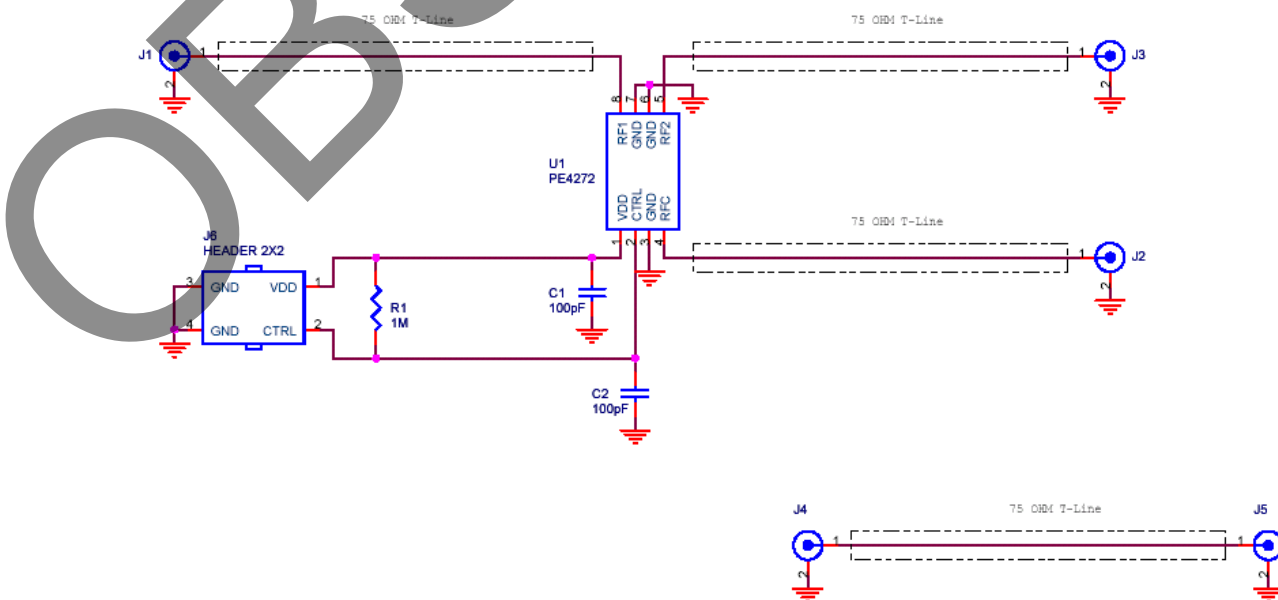 75 OHM T-Line
75 OHM T-Line
J1
1
2
1
J3
2
8
7
6
5
RF1
GND
GND
RF2
U1
PE4272
VDD
CTRL
GND
RFC
1
2
3
4
75 OHM T-Line
1
J2
2
J6
HEADER 2X2
3
GND
VDD
1
4
GND
CTRL
2
R1
1M
C1
100pF
C2
100pF
J4
75 OHM T-Line
J5
1
1
2
2